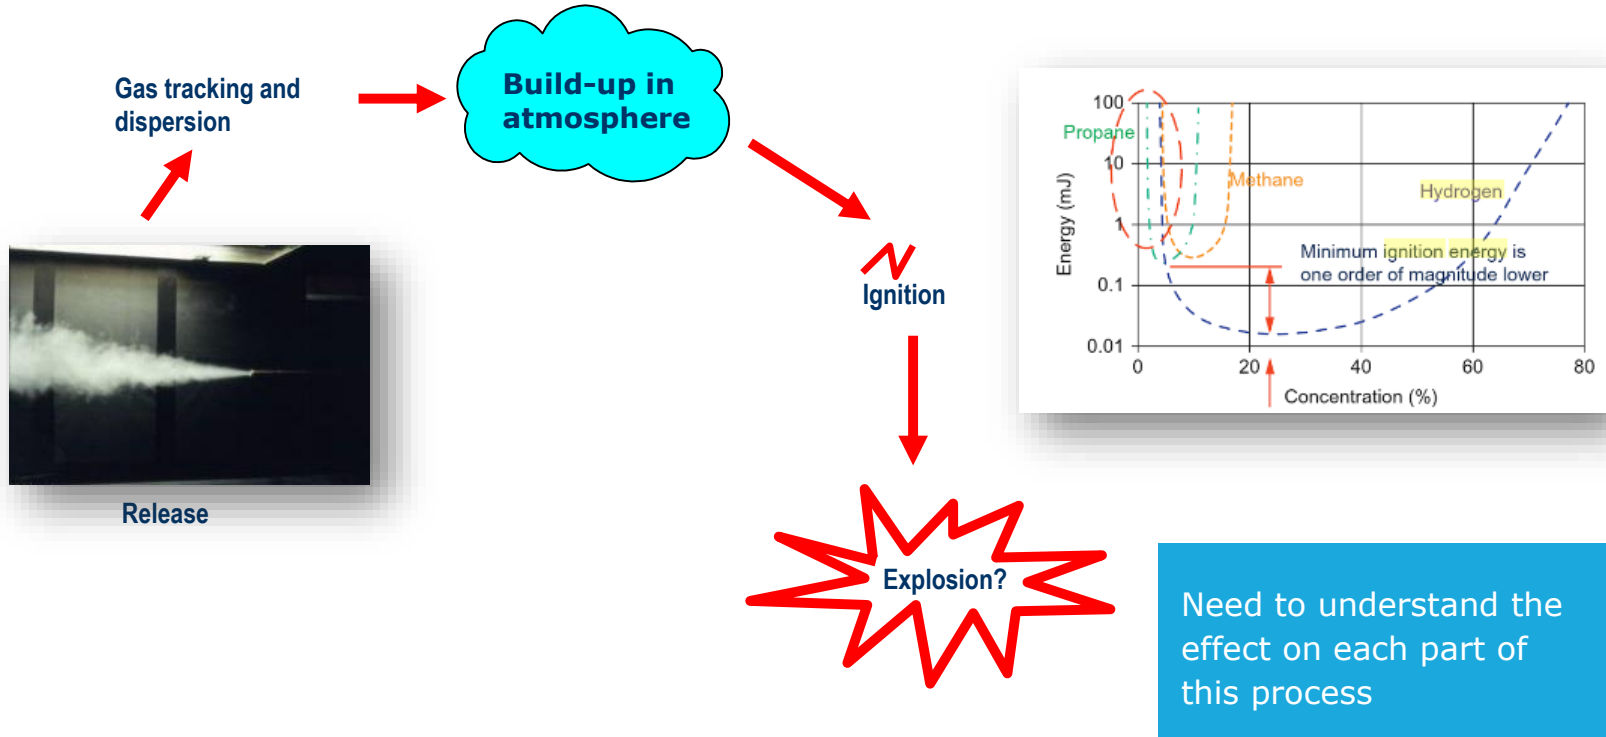 Gas tracking and
dispersion
Build-up in
atmosphere
Release
Ignition
Explosion?
100
10
1
0.1
0.01
Energy (mJ)
Propane
Methane
Hydrogen
Minimum ignition energy is
one order of magnitude lower
0 20 40 60 80
Concentration (%)
Need to understand the
effect on each part of
this process